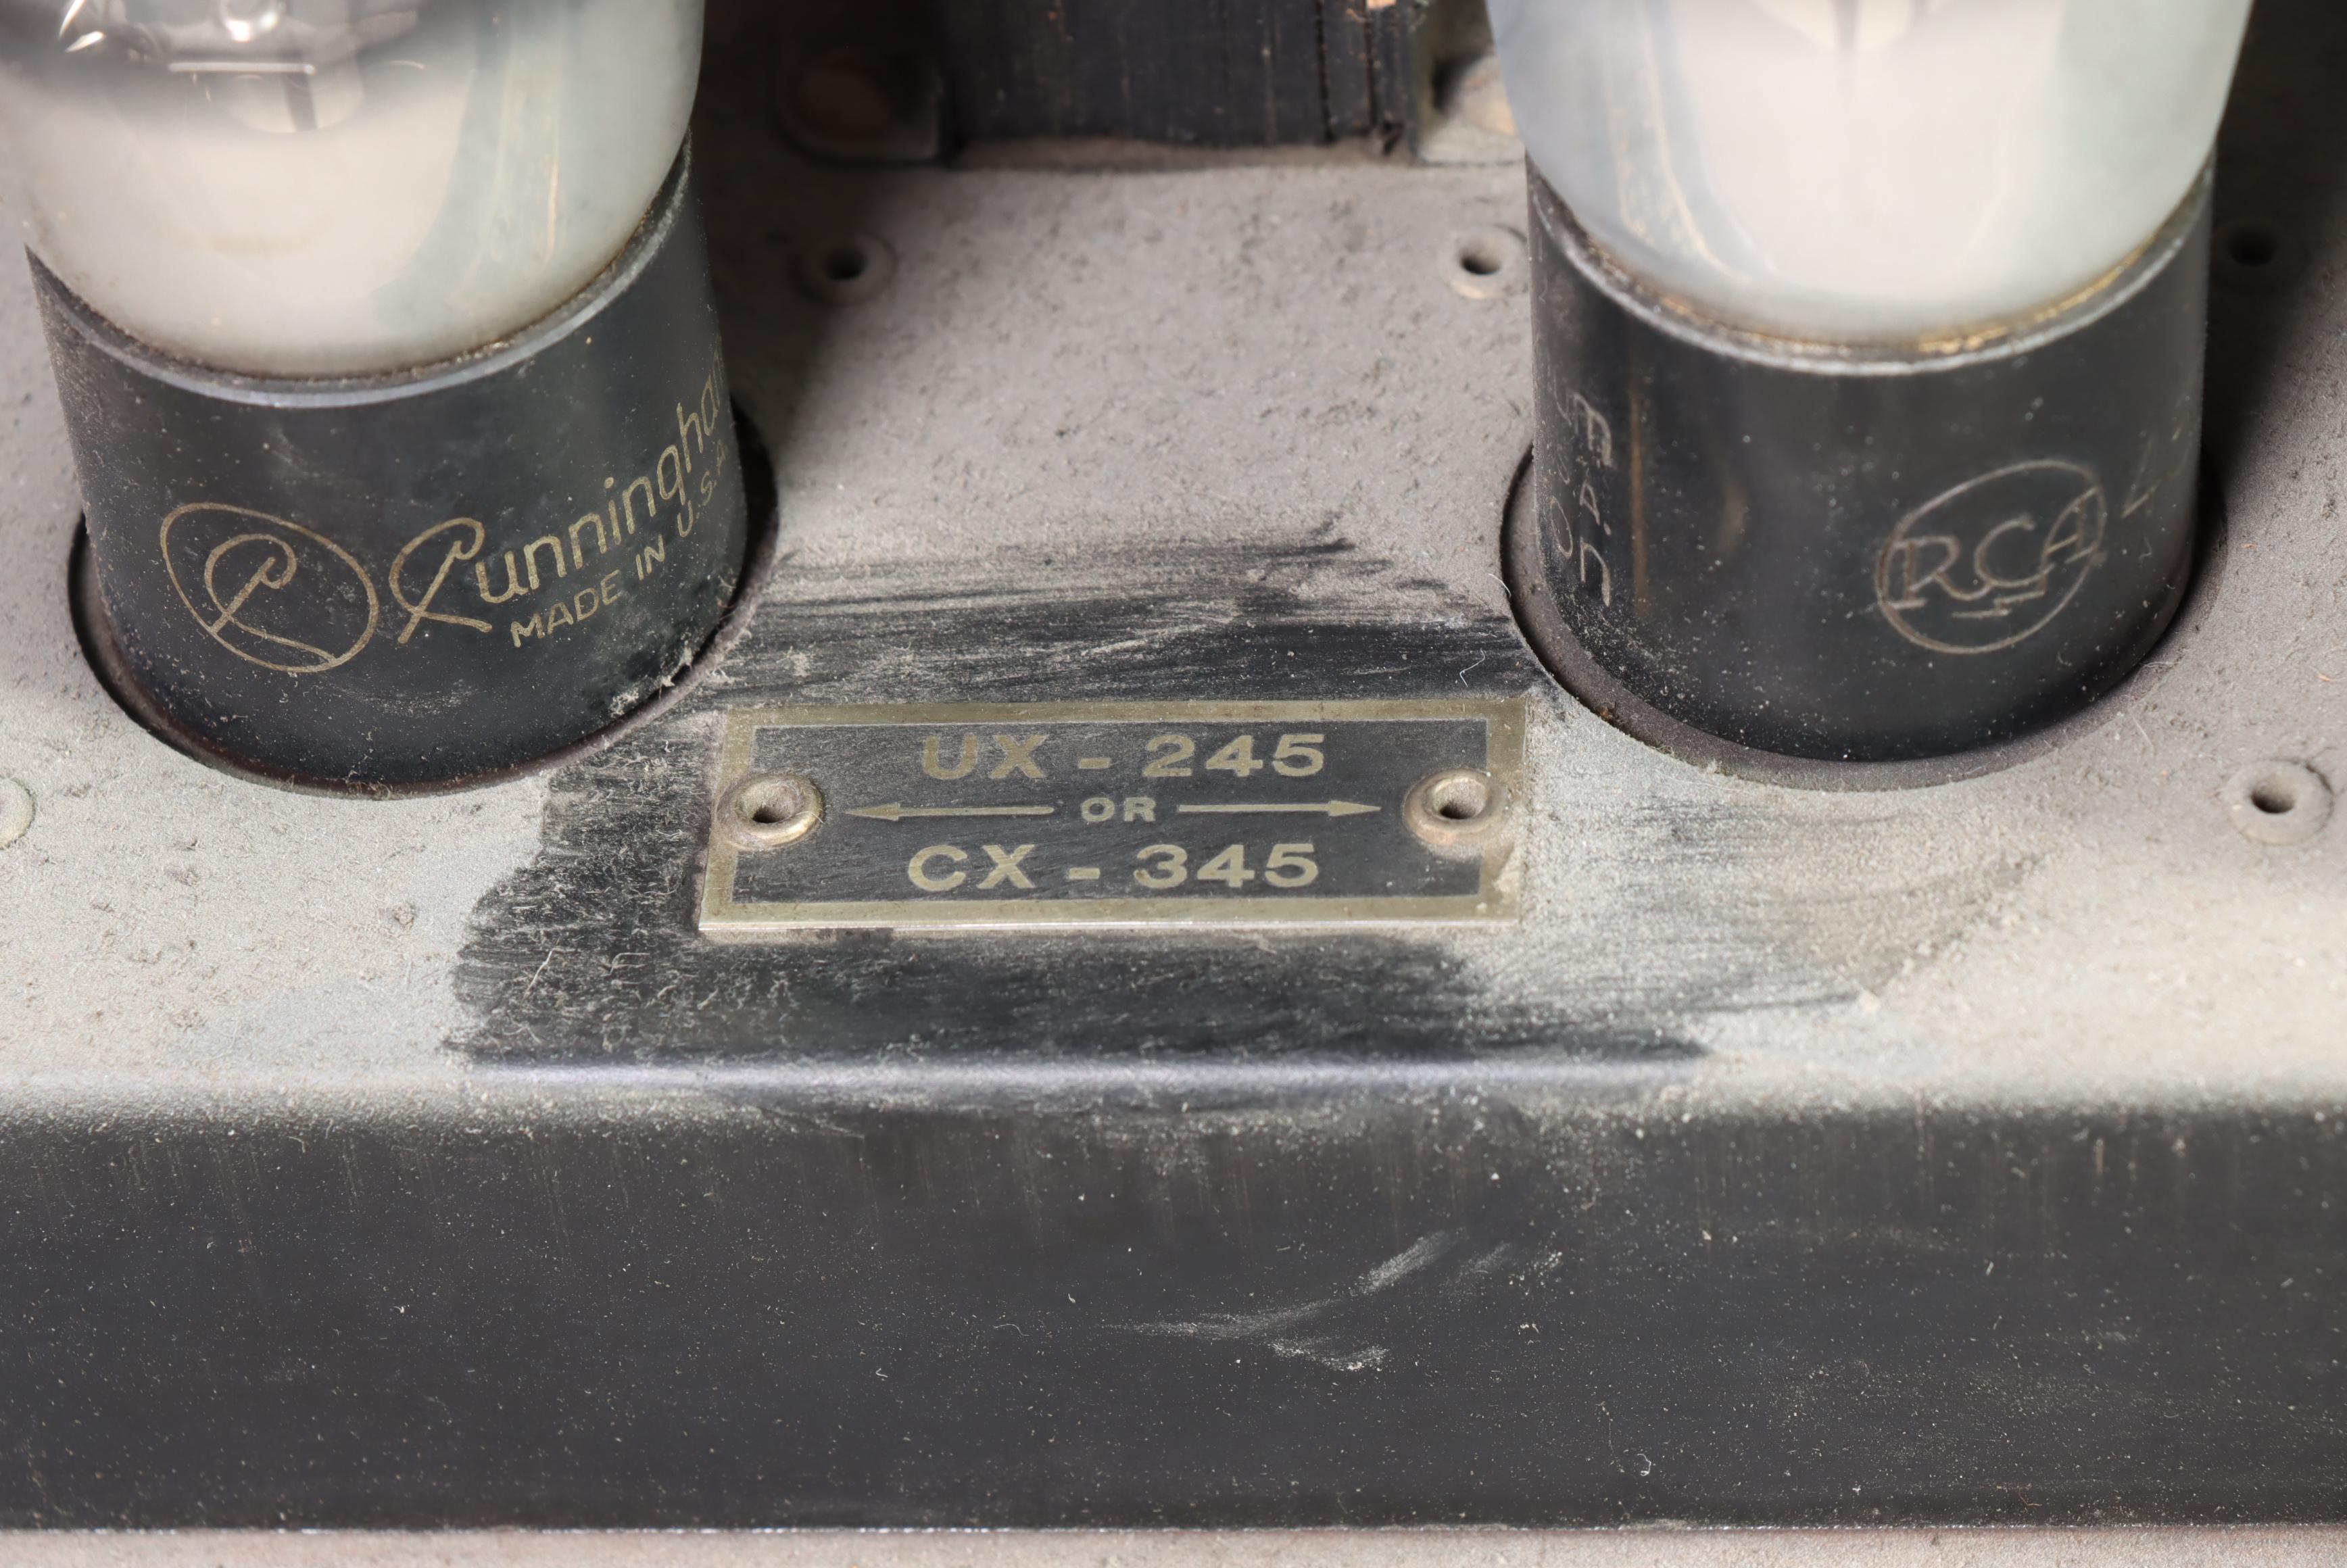 Cunningham
MADE IN U.S.A.
RCA
UX - 245
OR
CX - 345